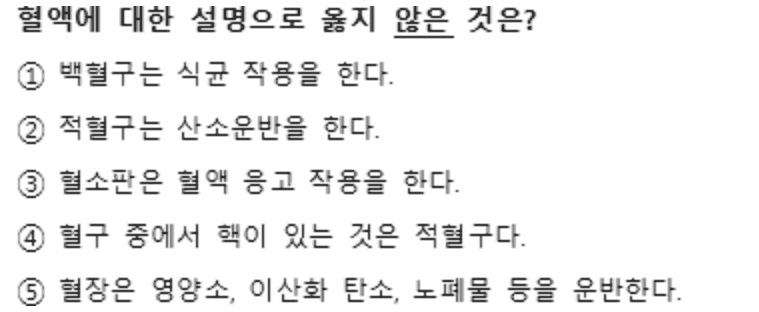 혈액에 대한 설명으로 옳지 않은 것은?
① 백혈구는 식균 작용을 한다.
② 적혈구는 산소운반을 한다.
③ 혈소판은 혈액 응고 작용을 한다.
④ 혈구 중에서 핵이 있는 것은 적혈구다.
⑤ 혈장은 영양소, 이산화 탄소, 노폐물 등을 운반한다.